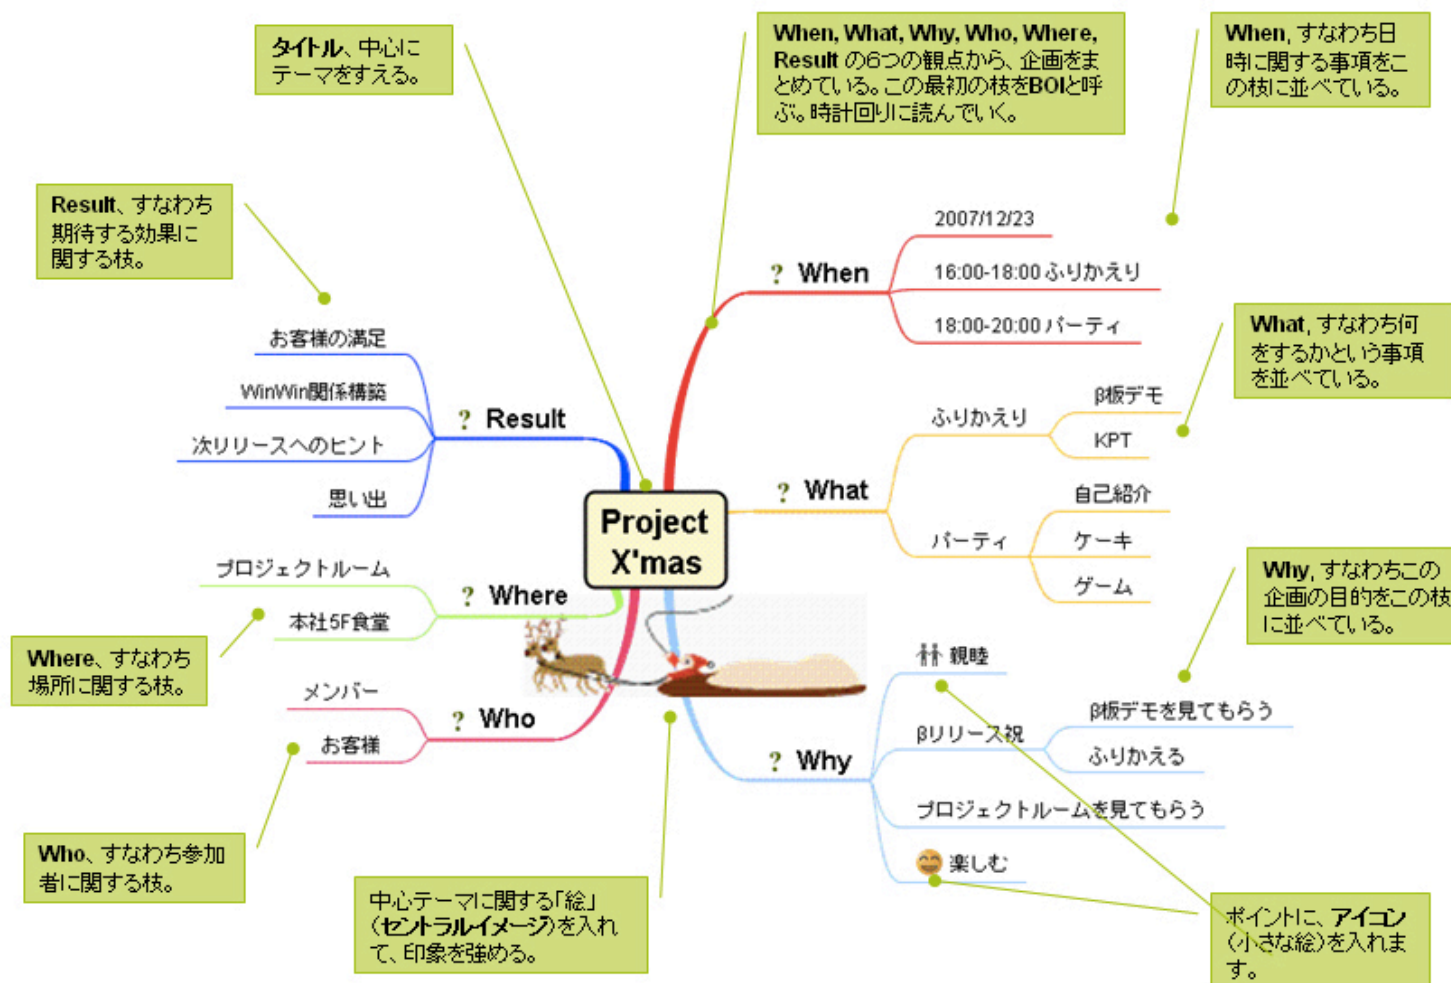 タイトル、中心に
テーマをすえる。
When, What, Why, Who, Where,
Result の6つの観点から、企画をま
とめている。この最初の枝をBOIと呼
ぶ。時計回りに読んでいく。
When, すなわち日
時に関する事項をこ
の枝に並べている。
Result、すなわち
期待する効果に
関する枝。
? When
2007/12/23
16:00-18:00 ふりかえり
18:00-20:00 パーティ
What, すなわち何
をするかという事項
を並べている。
? What
ふりかえり
β板デモ
KPT
パーティ
自己紹介
ケーキ
ゲーム
Why, すなわちこの
企画の目的をこの枝
に並べている。
? Why
親睦
βリリース祝
β板デモを見てもらう
ふりかえる
プロジェクトルームを見てもらう
楽しむ
? Result
お客様の満足
WinWin関係構築
次リリースへのヒント
思い出
Project
X'mas
? Where
プロジェクトルーム
本社5F食堂
Where、すなわち
場所に関する枝。
? Who
メンバー
お客様
Who、すなわち参加
者に関する枝。
中心テーマに関する「絵」
(セントラルイメージ)を入れ
て、印象を強める。
ポイントに、アイコン
(小さな絵)を入れま
す。